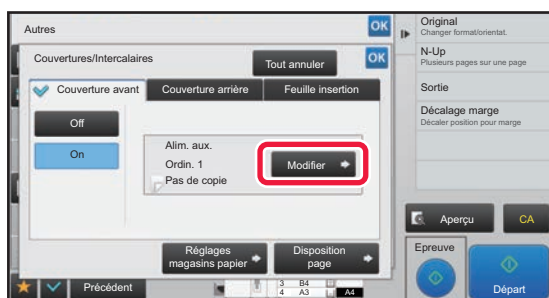 Autres
OK
Couvertures/Intercalaires
Tout annuler
OK
Couverture avant
Couverture arrière
Feuille insertion
Off
On
Alim. aux.
Ordin. 1
Pas de copie
Modifier
Réglages
magasins papier
Disposition
page
Précédent
3 B4
4 A3
A4
Original
Changer format/orientat.
N-Up
Plusieurs pages sur une page
Sortie
Décalage marge
Décaler position pour marge
Aperçu
CA
Epreuve
Départ